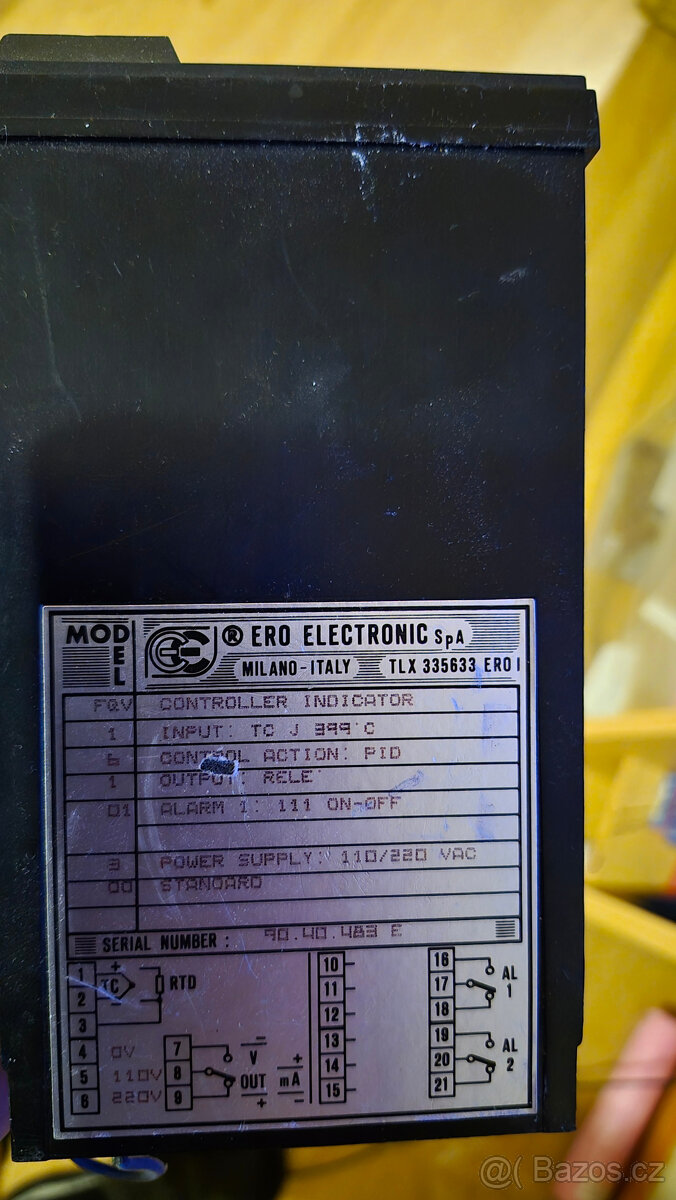 MODEL ® ERO ELECTRONIC SpA
MILANO - ITALY TLX 335633 ERO I
FQV CONTROLLER INDICATOR
1 INPUT: TC J 399°C
6 CONTROL ACTION: PID
1 OUTPUT: RELE'
01 ALARM 1: 111 ON-OFF
3 POWER SUPPLY: 110/220 VAC
00 STANDARD
SERIAL NUMBER : 90.40.483 E
1 + TC RTD
2 -
3
4 0V
5 110V
6 220V
7 - V
8 OUT + mA
9 + -
10
11
12
13
14
15
16 AL 1
17
18
19 AL 2
20
21
@( Bazos.cz